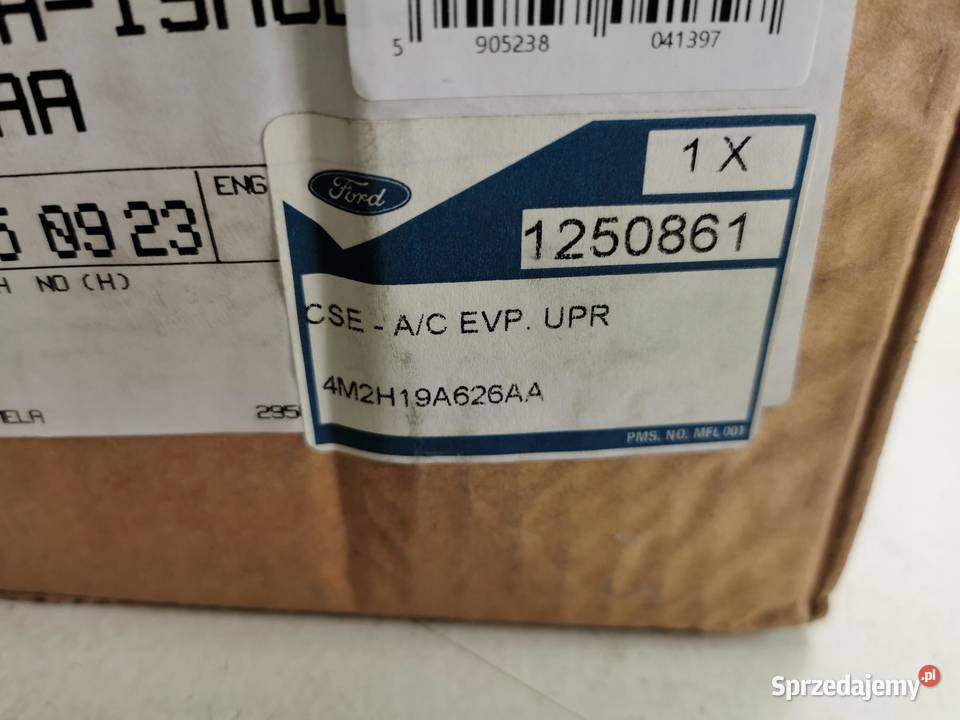 5 905238 041397
AA
ENG
09 23
NO (H)
Ford
1 X
1250861
CSE - A/C EVP. UPR
4M2H19A626AA
PMS. NO. MFL 001
Sprzedajemy.pl